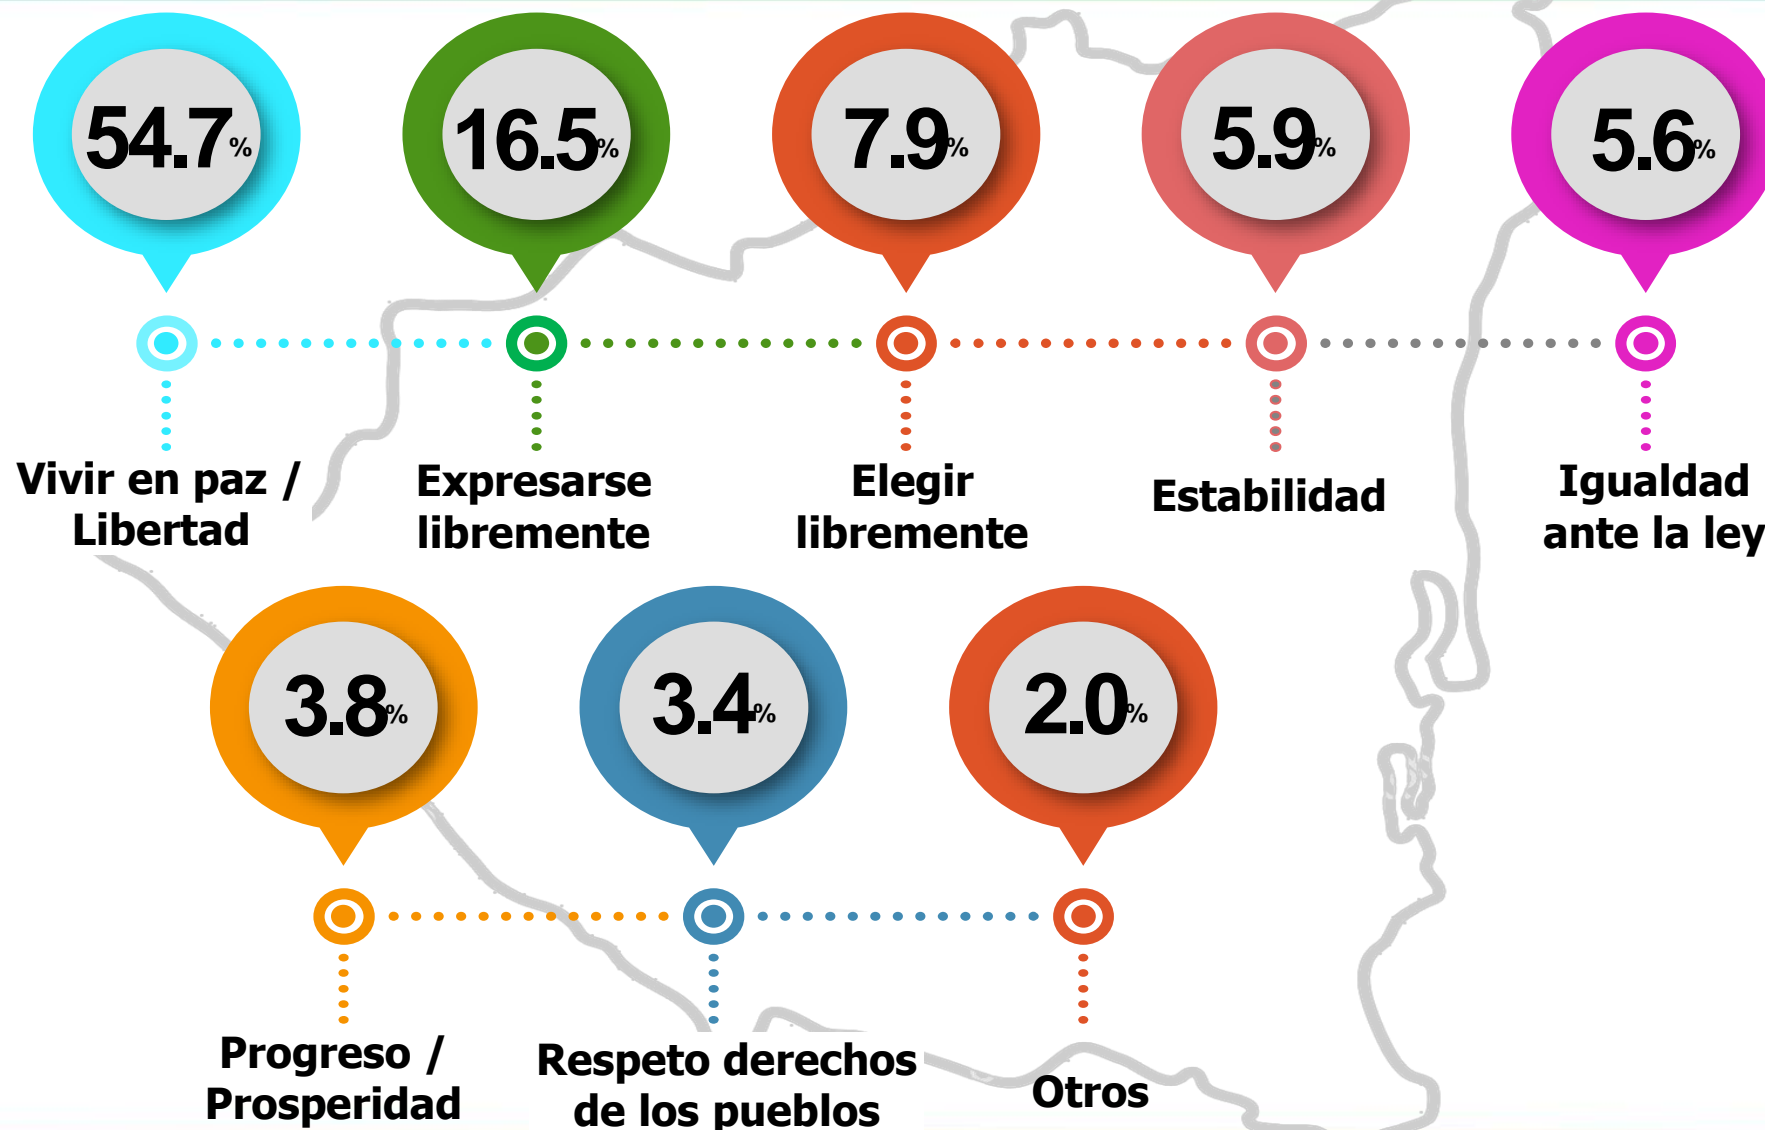 54.7%
16.5%
7.9%
5.9%
5.6%
Vivir en paz /
Libertad
Expresarse
libremente
Elegir
libremente
Estabilidad
Igualdad
ante la ley
3.8%
3.4%
2.0%
Progreso /
Prosperidad
Respeto derechos
de los pueblos
Otros